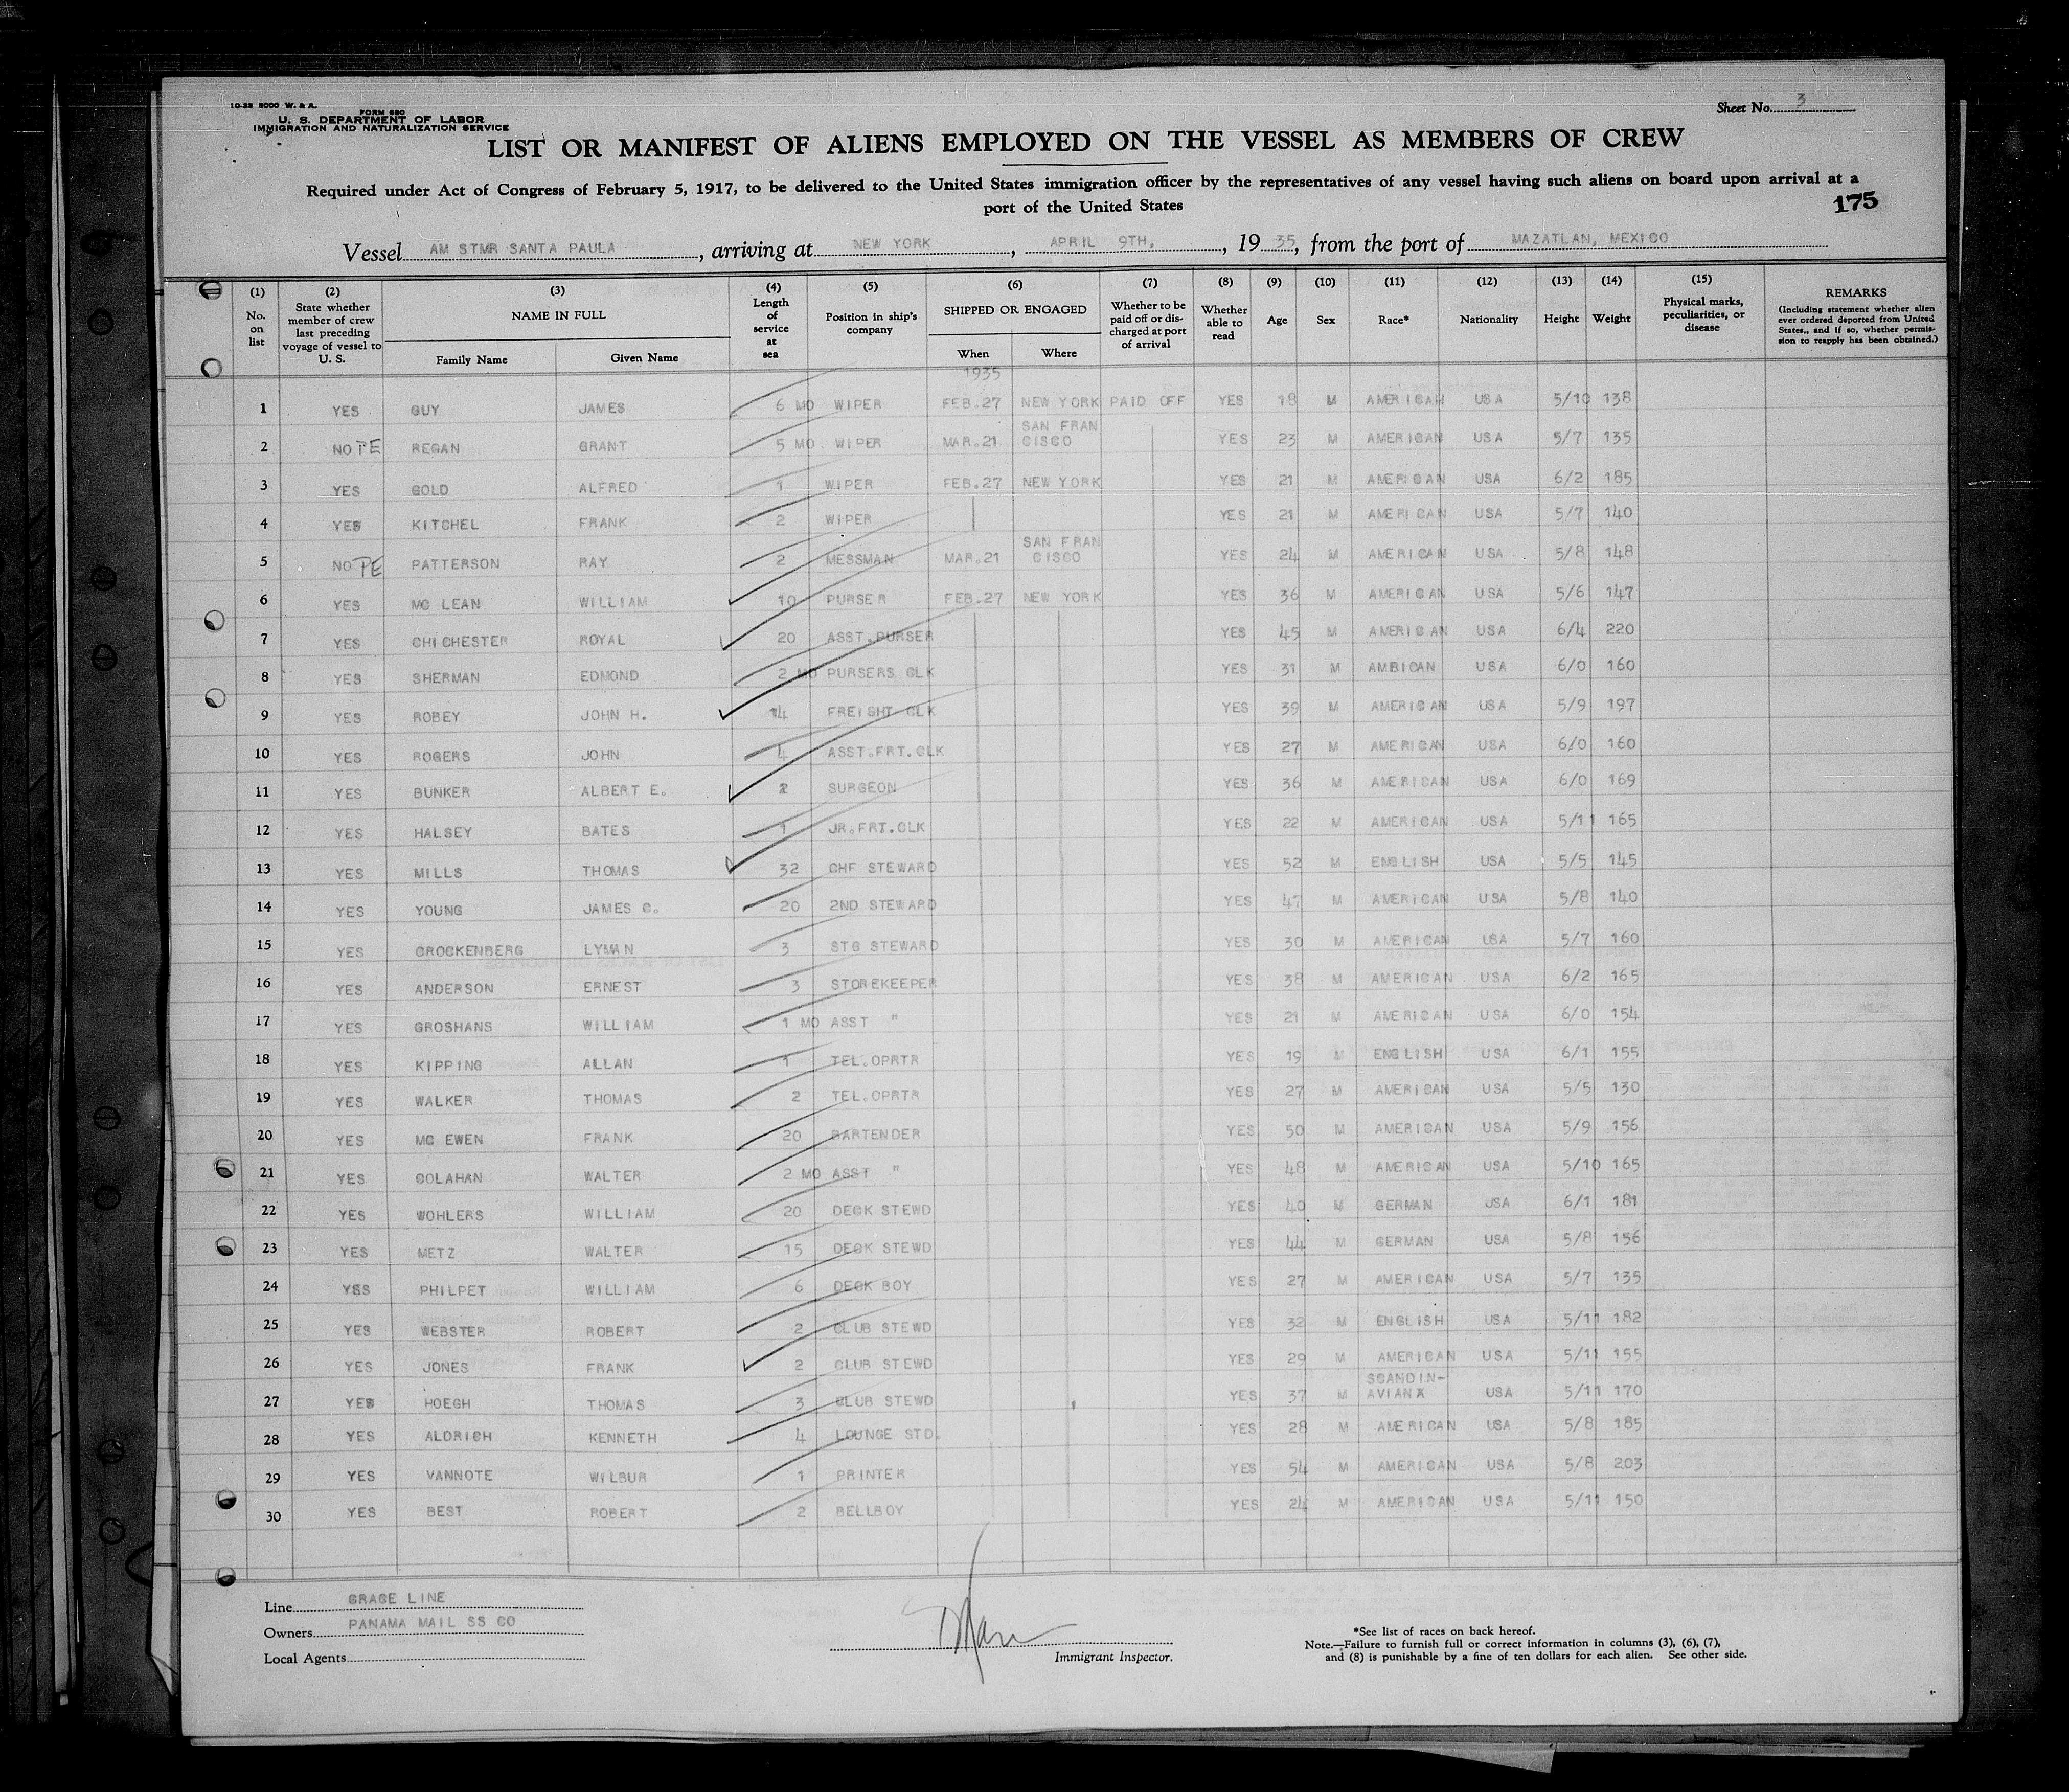 10-33 5000 W. & A.
FORM 680
U. S. DEPARTMENT OF LABOR
IMMIGRATION AND NATURALIZATION SERVICE
Sheet No. 3
LIST OR MANIFEST OF ALIENS EMPLOYED ON THE VESSEL AS MEMBERS OF CREW
Required under Act of Congress of February 5, 1917, to be delivered to the United States immigration officer by the representatives of any vessel having such aliens on board upon arrival at a
port of the United States
175
Vessel AM STMR SANTA PAULA, arriving at NEW YORK, APRIL 9TH, 1935, from the port of MAZATLAN, MEXICO
(1) No. on list
(2) State whether member of crew last preceding voyage of vessel to U. S.
(3) NAME IN FULL Family Name Given Name
(4) Length of service at sea
(5) Position in ship's company
(6) SHIPPED OR ENGAGED When Where
(7) Whether to be paid off or discharged at port of arrival
(8) Whether able to read
(9) Age
(10) Sex
(11) Race*
(12) Nationality
(13) Height
(14) Weight
(15) Physical marks, peculiarities, or disease
REMARKS (Including statement whether alien ever ordered deported from United States, and if so, whether permission to reapply has been obtained.)
1935
1 YES GUY JAMES 6 MO WIPER FEB.27 NEW YORK PAID OFF YES 18 M AMERICAN USA 5/10 138
2 NO PE REGAN GRANT 5 MO. WIPER MAR.21 SAN FRAN CISCO YES 23 M AMERICAN USA 5/7 135
3 YES GOLD ALFRED 1 WIPER FEB.27 NEW YORK YES 21 M AMERICAN USA 6/2 185
4 YES KITCHEL FRANK 2 WIPER YES 21 M AMERICAN USA 5/7 140
5 NO PE PATTERSON RAY 2 MESSMAN MAR.21 SAN FRAN CISCO YES 24 M AMERICAN USA 5/8 148
6 YES MC LEAN WILLIAM 10 PURSER FEB.27 NEW YORK YES 36 M AMERICAN USA 5/6 147
7 YES CHICHESTER ROYAL 20 ASST.PURSER YES 45 M AMERICAN USA 6/4 220
8 YES SHERMAN EDMOND 2 MO PURSERS CLK YES 31 M AMBICAN USA 6/0 160
9 YES ROBEY JOHN H. 14 FREIGHT CLK YES 39 M AMERICAN USA 5/9 197
10 YES ROGERS JOHN 4 ASST.FRT.CLK YES 27 M AMERICAN USA 6/0 160
11 YES BUNKER ALBERT E. 2 SURGEON YES 36 M AMERICAN USA 6/0 169
12 YES HALSEY BATES 1 JR.FRT.CLK YES 22 M AMERICAN USA 5/11 165
13 YES MILLS THOMAS 32 CHF STEWARD YES 52 M ENGLISH USA 5/5 145
14 YES YOUNG JAMES C. 20 2ND STEWARD YES 47 M AMERICAN USA 5/8 140
15 YES CROCKENBERG LYMAN 3 STG STEWARD YES 30 M AMERICAN USA 5/7 160
16 YES ANDERSON ERNEST 3 STOREKEEPER YES 38 M AMERICAN USA 6/2 165
17 YES GROSHANS WILLIAM 1 MO ASST " YES 21 M AMERICAN USA 6/0 154
18 YES KIPPING ALLAN 1 TEL.OPRTR YES 19 M ENGLISH USA 6/1 155
19 YES WALKER THOMAS 2 TEL.OPRTR YES 27 M AMERICAN USA 5/5 130
20 YES MC EWEN FRANK 20 BARTENDER YES 50 M AMERICAN USA 5/9 156
21 YES COLAHAN WALTER 2 MO ASST " YES 48 M AMERICAN USA 5/10 165
22 YES WOHLERS WILLIAM 20 DECK STEWD YES 40 M GERMAN USA 6/1 181
23 YES METZ WALTER 15 DECK STEWD YES 44 M GERMAN USA 5/8 156
24 YES PHILPET WILLIAM 6 DECK BOY YES 27 M AMERICAN USA 5/7 135
25 YES WEBSTER ROBERT 2 CLUB STEWD YES 32 M ENGLISH USA 5/11 182
26 YES JONES FRANK 2 CLUB STEWD YES 29 M AMERICAN USA 5/11 155
27 YES HOEGH THOMAS 3 CLUB STEWD YES 37 M SCANDIN-AVIANX USA 5/11 170
28 YES ALDRICH KENNETH 4 LOUNGE STD. YES 28 M AMERICAN USA 5/8 185
29 YES VANNOTE WILBUR 1 PRINTER YES 54 M AMERICAN USA 5/8 203
30 YES BEST ROBERT 2 BELLBOY YES 24 M AMERICAN USA 5/11 150
Line GRACE LINE
Owners PANAMA MAIL SS CO
Local Agents
Immigrant Inspector.
*See list of races on back hereof.
Note.—Failure to furnish full or correct information in columns (3), (6), (7),
and (8) is punishable by a fine of ten dollars for each alien. See other side.